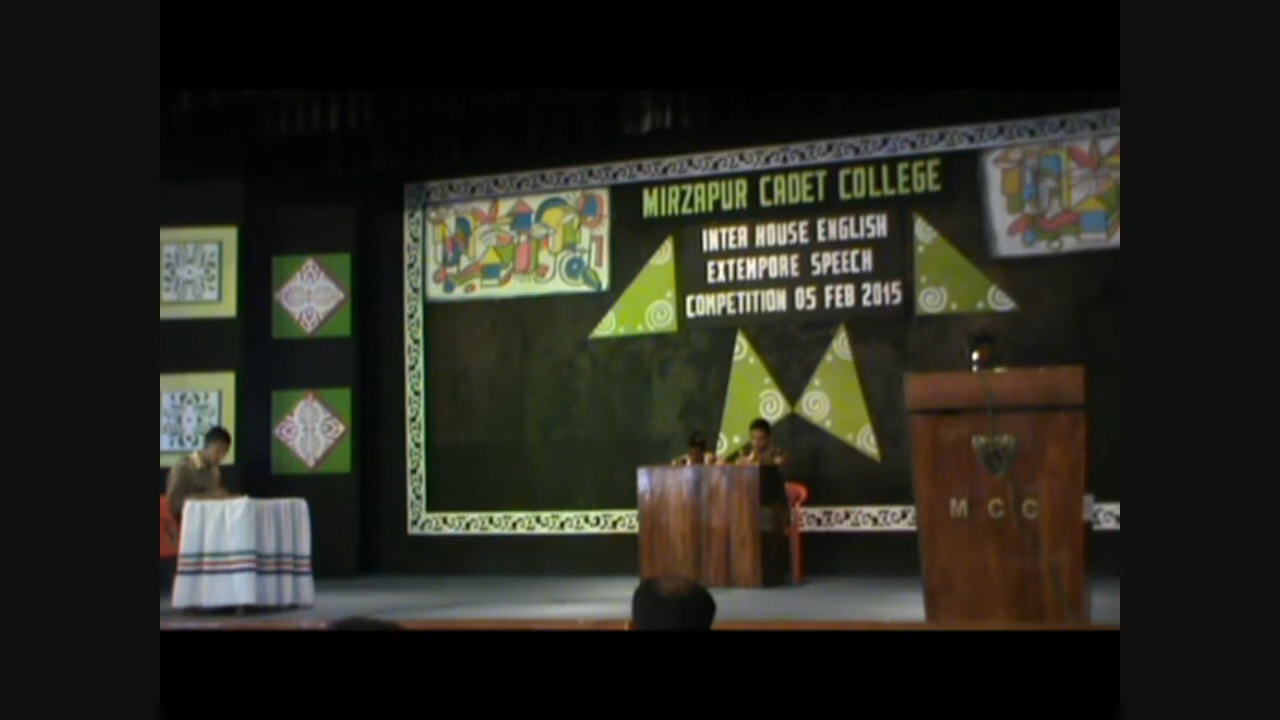 MIRZAPUR CADET COLLEGE
INTER HOUSE ENGLISH
EXTEMPORE SPEECH
COMPETITION 05 FEB 2015
M C C